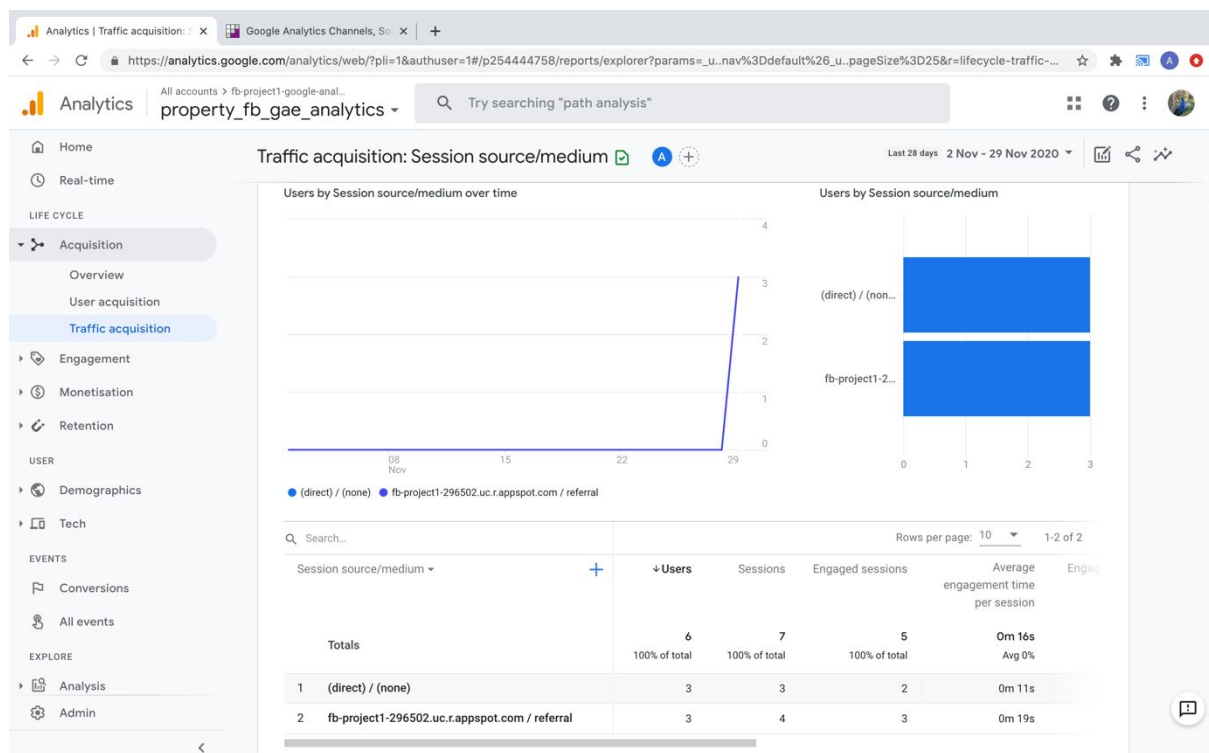 Analytics | Traffic acquisition: S
Google Analytics Channels, So
https://analytics.google.com/analytics/web/?pli=1&authuser=1#/p254444758/reports/explorer?params=_u..nav%3Ddefault%26_u..pageSize%3D25&r=lifecycle-traffic-...
A
Analytics
All accounts > fb-project1-google-anal...
property_fb_gae_analytics
Try searching "path analysis"
Home
Real-time
LIFE CYCLE
Acquisition
Overview
User acquisition
Traffic acquisition
Engagement
Monetisation
Retention
USER
Demographics
Tech
EVENTS
Conversions
All events
EXPLORE
Analysis
Admin
Traffic acquisition: Session source/medium
A
Last 28 days 2 Nov - 29 Nov 2020
Users by Session source/medium over time
4
3
2
1
0
08 15 22 29
Nov
(direct) / (none) fb-project1-296502.uc.r.appspot.com / referral
Users by Session source/medium
(direct) / (non...
fb-project1-2...
0 1 2 3
Search...
Rows per page: 10 1-2 of 2
Session source/medium
Users
Sessions
Engaged sessions
Average
engagement time
per session
Engag
Totals
6 7 5 0m 16s
100% of total 100% of total 100% of total Avg 0%
1 (direct) / (none) 3 3 2 0m 11s
2 fb-project1-296502.uc.r.appspot.com / referral 3 4 3 0m 19s